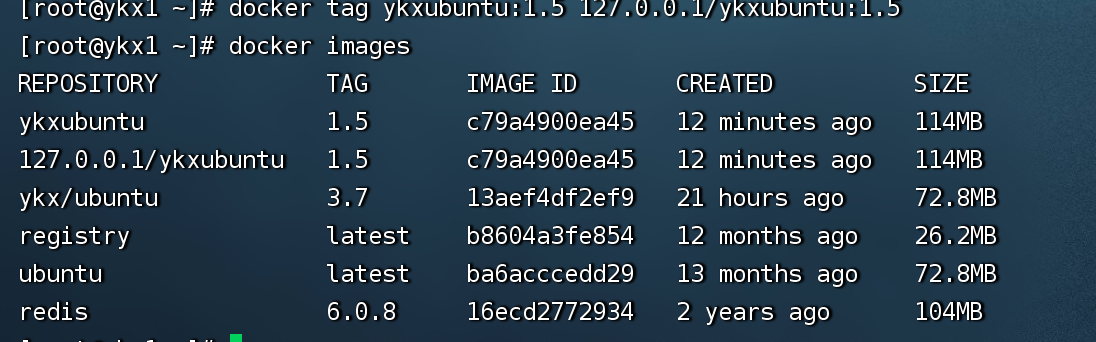 [root@ykx1 ~]# docker tag ykxubuntu:1.5 127.0.0.1/ykxubuntu:1.5
[root@ykx1 ~]# docker images
REPOSITORY TAG IMAGE ID CREATED SIZE
ykxubuntu 1.5 c79a4900ea45 12 minutes ago 114MB
127.0.0.1/ykxubuntu 1.5 c79a4900ea45 12 minutes ago 114MB
ykx/ubuntu 3.7 13aef4df2ef9 21 hours ago 72.8MB
registry latest b8604a3fe854 12 months ago 26.2MB
ubuntu latest ba6acccedd29 13 months ago 72.8MB
redis 6.0.8 16ecd2772934 2 years ago 104MB